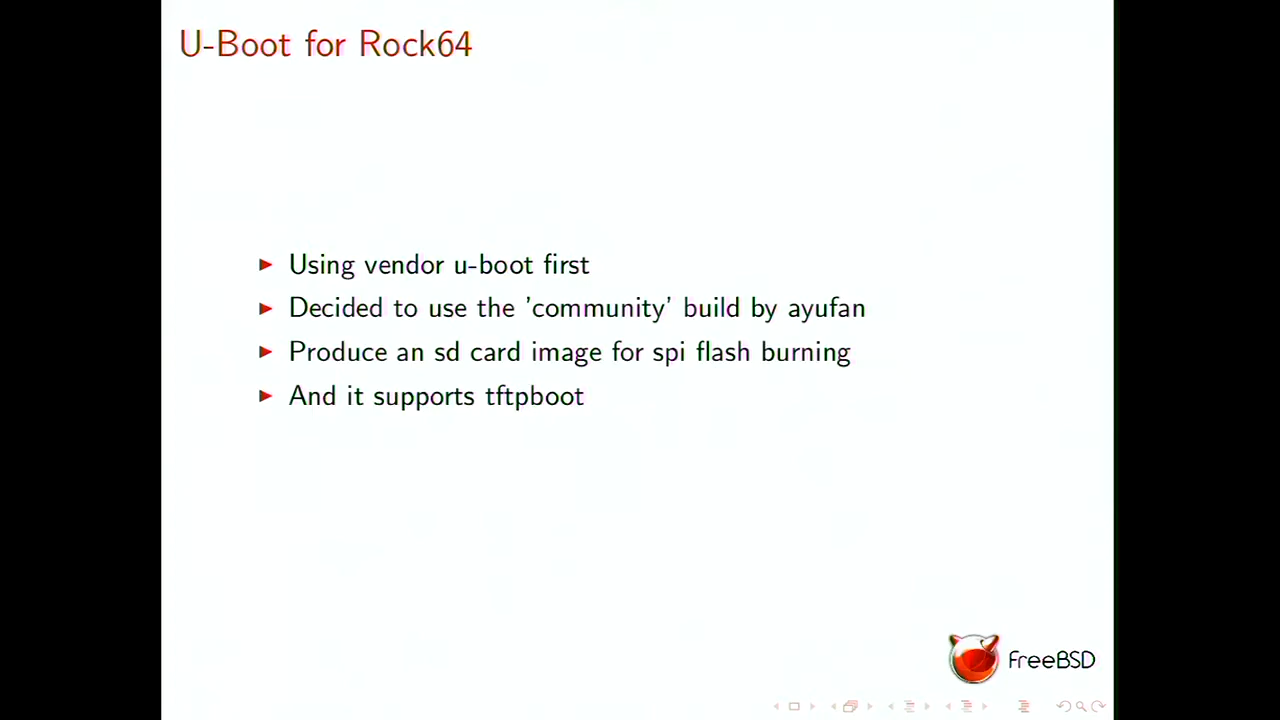 U-Boot for Rock64
Using vendor u-boot first
Decided to use the 'community' build by ayufan
Produce an sd card image for spi flash burning
And it supports tftpboot
FreeBSD